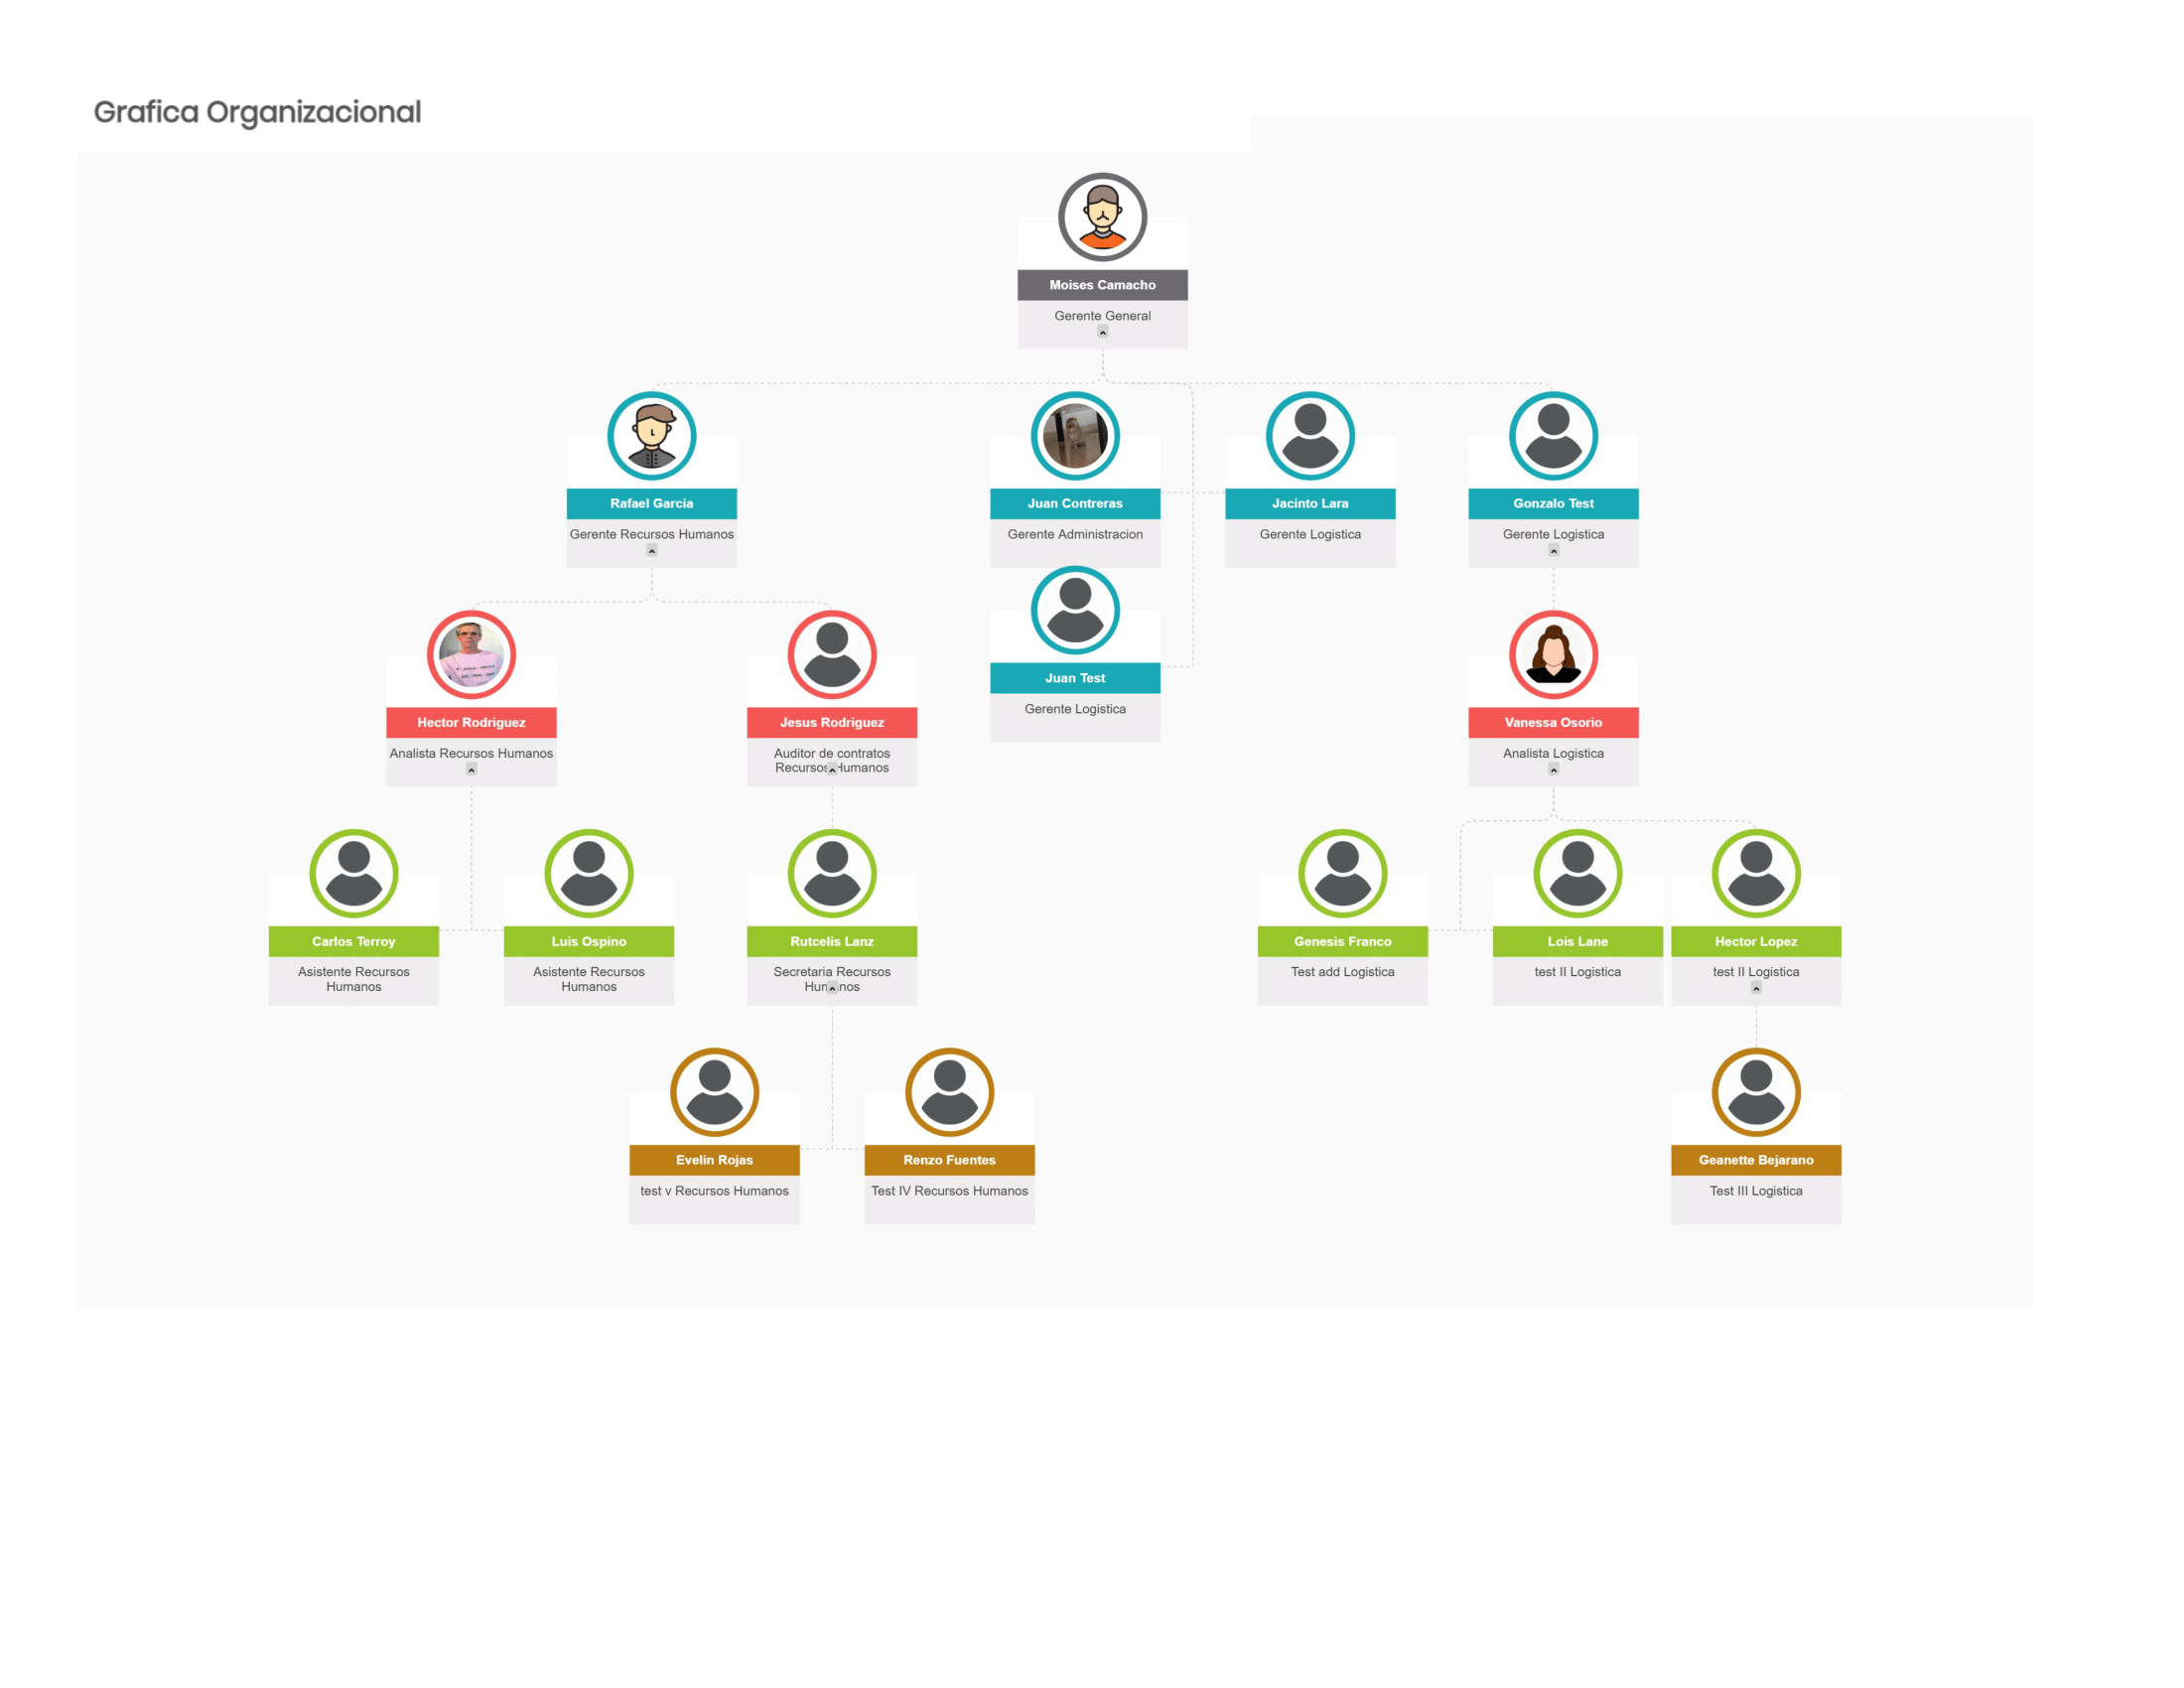 Grafica Organizacional
Moises Camacho
Gerente General
Rafael Garcia
Gerente Recursos Humanos
Juan Contreras
Gerente Administracion
Jacinto Lara
Gerente Logistica
Gonzalo Test
Gerente Logistica
Juan Test
Gerente Logistica
Hector Rodriguez
Analista Recursos Humanos
Jesus Rodriguez
Auditor de contratos
Recursos Humanos
Vanessa Osorio
Analista Logistica
Carlos Terroy
Asistente Recursos
Humanos
Luis Ospino
Asistente Recursos
Humanos
Rutcelis Lanz
Secretaria Recursos
Humanos
Genesis Franco
Test add Logistica
Lois Lane
test II Logistica
Hector Lopez
test II Logistica
Evelin Rojas
test v Recursos Humanos
Renzo Fuentes
Test IV Recursos Humanos
Geanette Bejarano
Test III Logistica